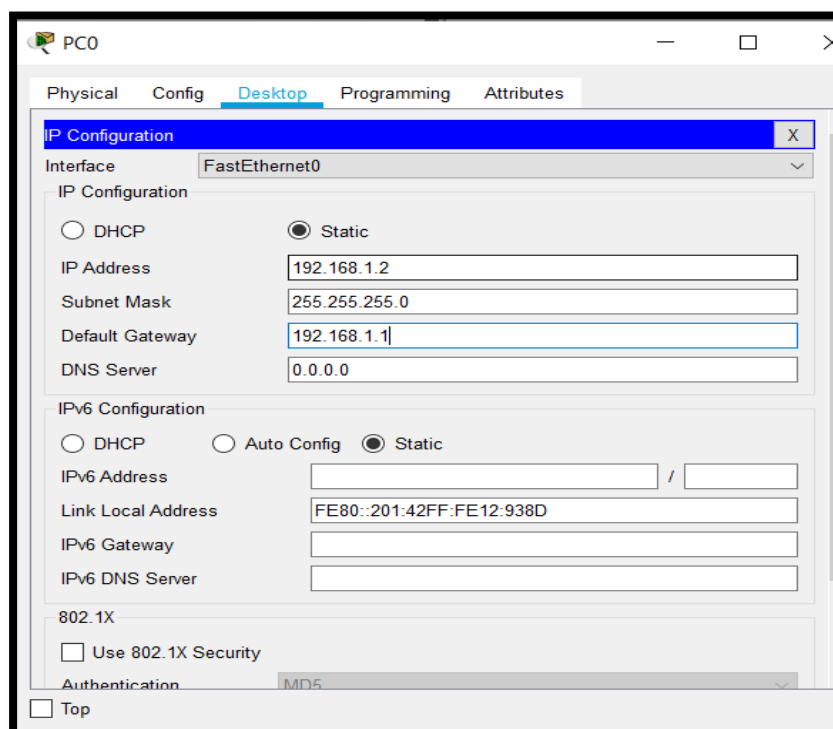 PC0
Physical Config Desktop Programming Attributes
IP Configuration X
Interface FastEthernet0
IP Configuration
DHCP Static
IP Address 192.168.1.2
Subnet Mask 255.255.255.0
Default Gateway 192.168.1.1
DNS Server 0.0.0.0
IPv6 Configuration
DHCP Auto Config Static
IPv6 Address /
Link Local Address FE80::201:42FF:FE12:938D
IPv6 Gateway
IPv6 DNS Server
802.1X
Use 802.1X Security
Authentication MD5
Top